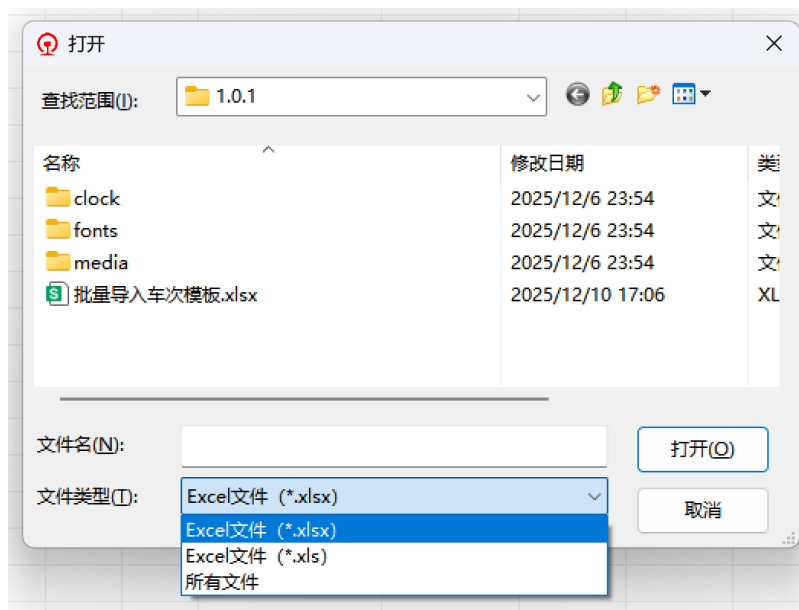 打开
查找范围(I):
1.0.1
名称 修改日期
clock 2025/12/6 23:54 文
fonts 2025/12/6 23:54 文
media 2025/12/6 23:54 文
批量导入车次模板.xlsx 2025/12/10 17:06 XL
文件名(N):
打开(O)
文件类型(T):
Excel文件 (*.xlsx)
取消
Excel文件 (*.xlsx)
Excel文件 (*.xls)
所有文件